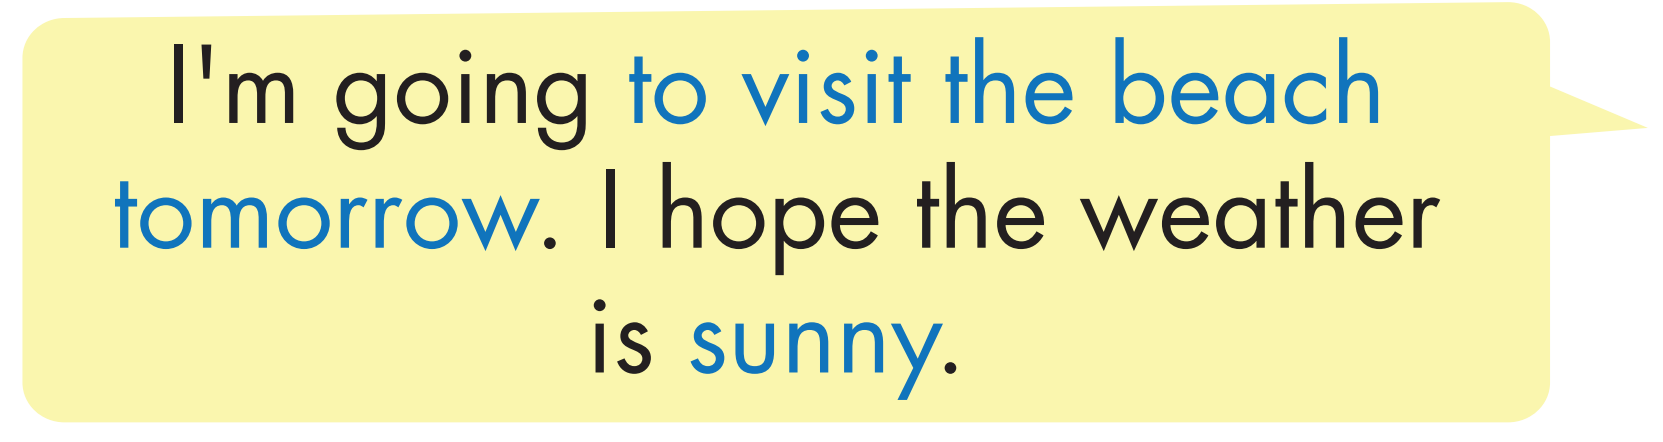 I'm going to visit the beach
tomorrow. I hope the weather
is sunny.